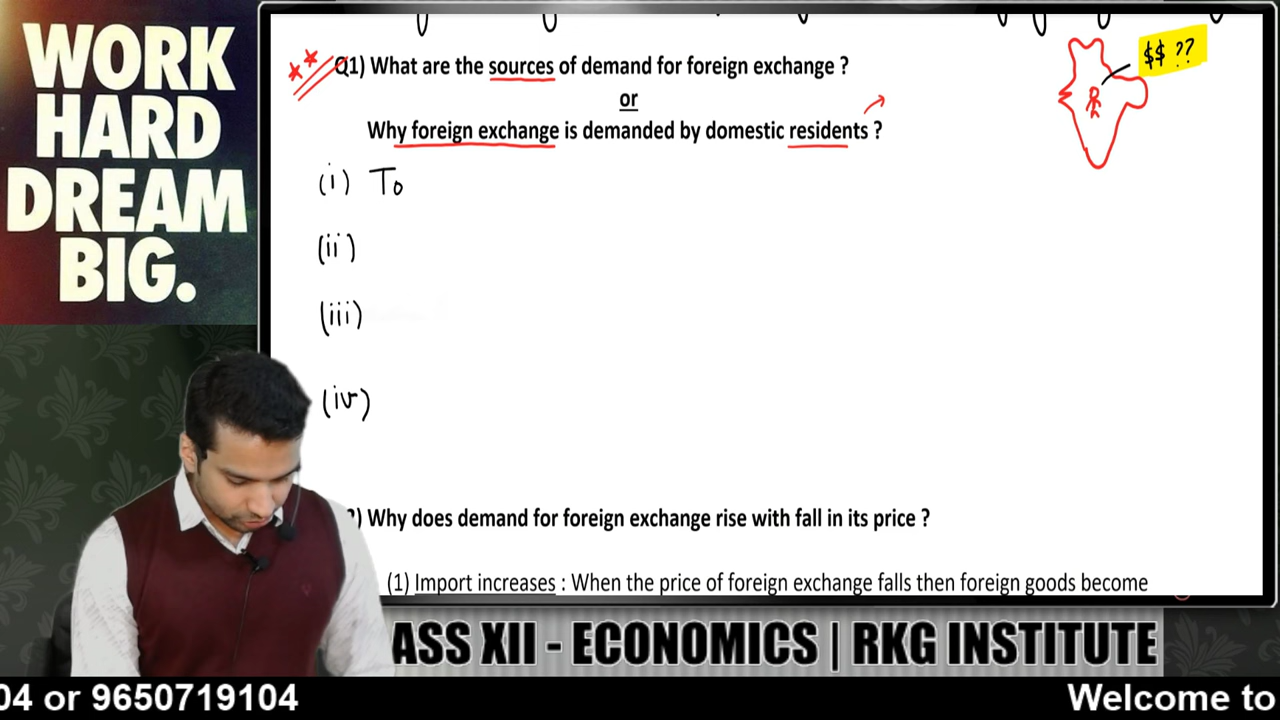 WORK
HARD
DREAM
BIG.
$$ ??
Q1) What are the sources of demand for foreign exchange ?
or
Why foreign exchange is demanded by domestic residents ?
(i) To
(ii)
(iii)
(iv)
) Why does demand for foreign exchange rise with fall in its price ?
(1) Import increases : When the price of foreign exchange falls then foreign goods become
ASS XII - ECONOMICS | RKG INSTITUTE
04 or 9650719104
Welcome to